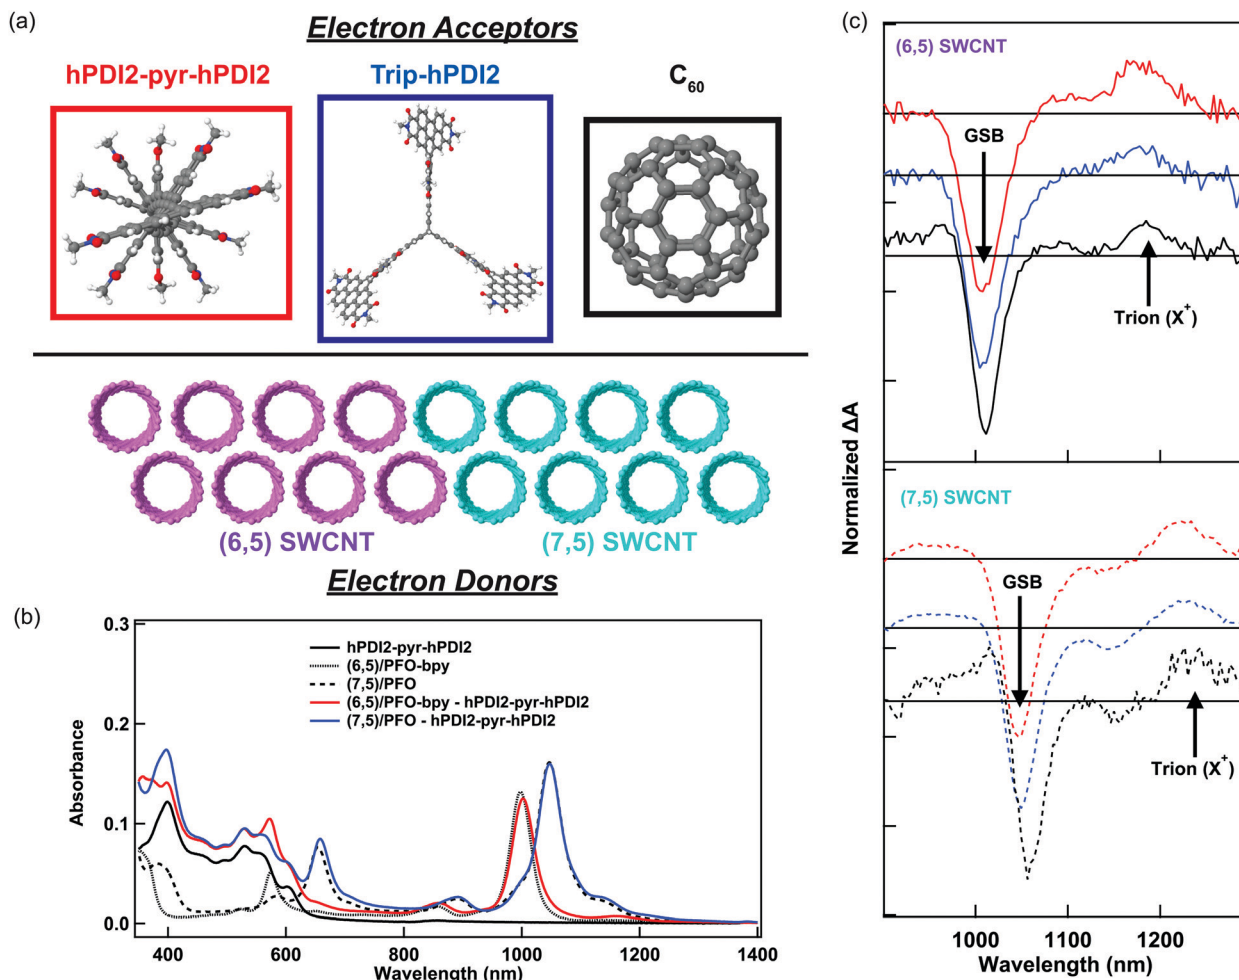 (a)
Electron Acceptors
hPDI2-pyr-hPDI2
Trip-hPDI2
C60
(6,5) SWCNT
(7,5) SWCNT
Electron Donors
(b)
0.3
0.2
0.1
0.0
Absorbance
hPDI2-pyr-hPDI2
(6,5)/PFO-bpy
(7,5)/PFO
(6,5)/PFO-bpy - hPDI2-pyr-hPDI2
(7,5)/PFO - hPDI2-pyr-hPDI2
400
600
800
1000
1200
1400
Wavelength (nm)
(c)
(6,5) SWCNT
GSB
Trion (X+)
Normalized ΔA
(7,5) SWCNT
GSB
Trion (X+)
1000
1100
1200
Wavelength (nm)